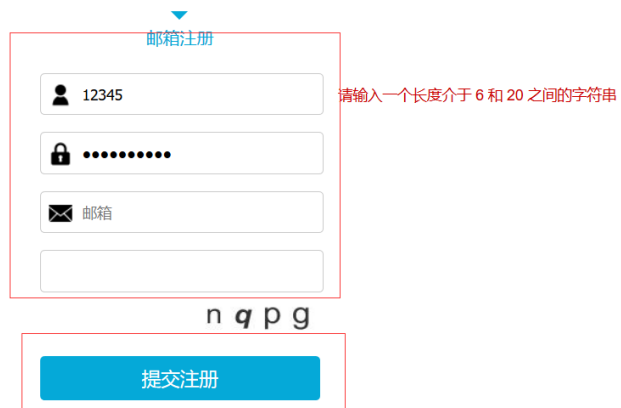 邮箱注册
12345
请输入一个长度介于 6 和 20 之间的字符串
••••••••••
邮箱
n q p g
提交注册